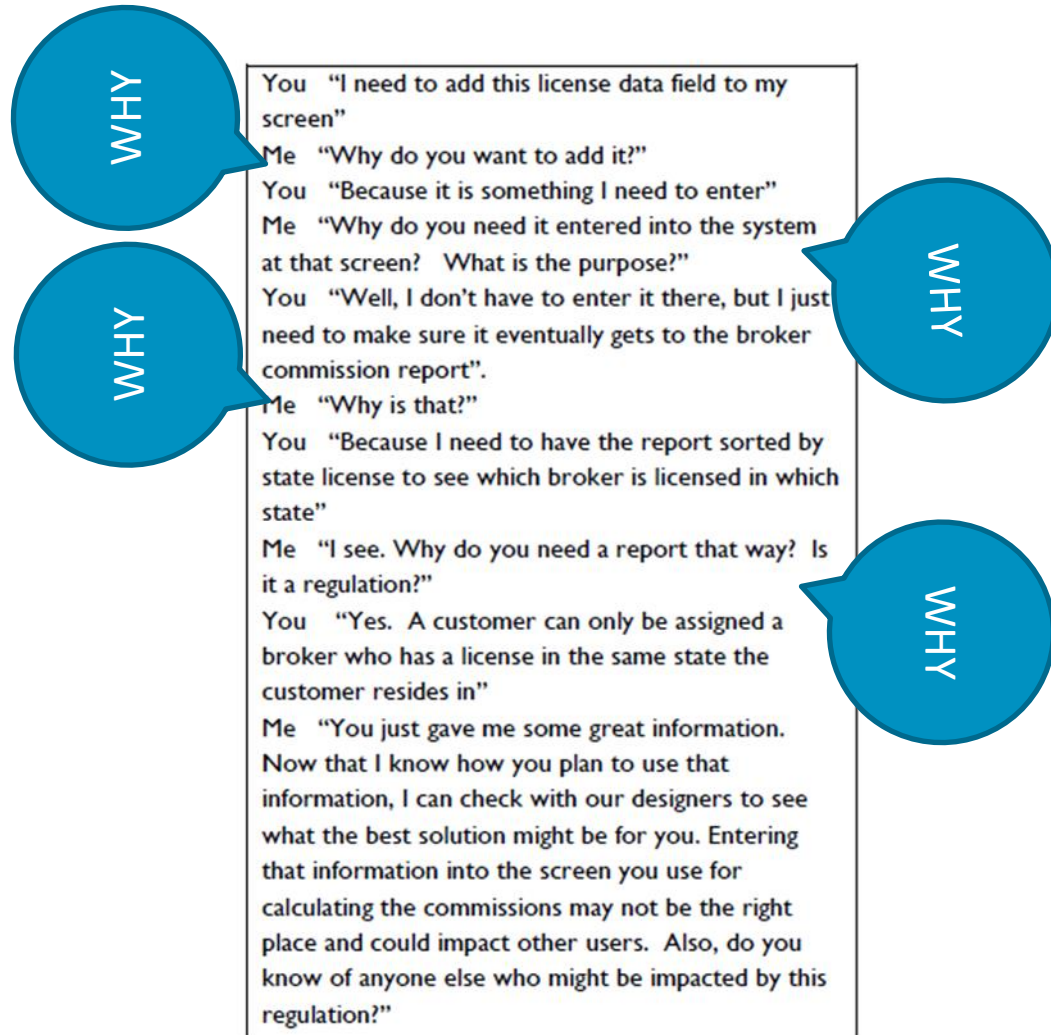 WHY
You “I need to add this license data field to my
screen”
Me “Why do you want to add it?”
You “Because it is something I need to enter”
Me “Why do you need it entered into the system
at that screen? What is the purpose?”
WHY
You “Well, I don’t have to enter it there, but I just
need to make sure it eventually gets to the broker
commission report”.
WHY
Me “Why is that?”
You “Because I need to have the report sorted by
state license to see which broker is licensed in which
state”
Me “I see. Why do you need a report that way? Is
it a regulation?”
WHY
You “Yes. A customer can only be assigned a
broker who has a license in the same state the
customer resides in”
Me “You just gave me some great information.
Now that I know how you plan to use that
information, I can check with our designers to see
what the best solution might be for you. Entering
that information into the screen you use for
calculating the commissions may not be the right
place and could impact other users. Also, do you
know of anyone else who might be impacted by this
regulation?”